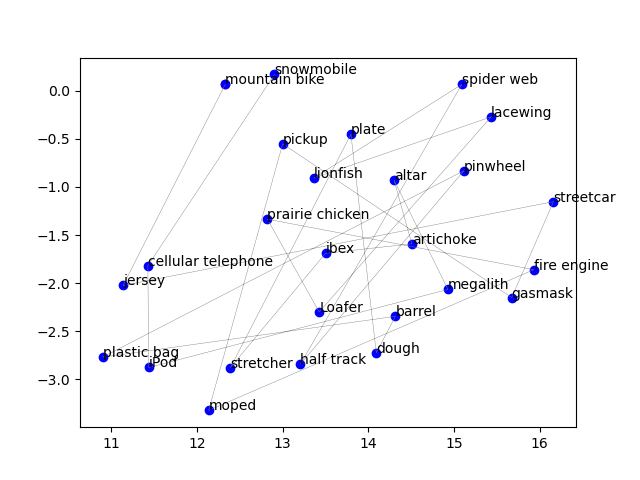 snowmobile
mountain bike
spider web
lacewing
plate
pickup
pinwheel
lionfish
altar
streetcar
prairie chicken
artichoke
ibex
cellular telephone
fire engine
jersey
megalith
gasmask
Loafer
barrel
plastic bag
dough
iPod
stretcher
half track
moped
0.0
−0.5
−1.0
−1.5
−2.0
−2.5
−3.0
11
12
13
14
15
16